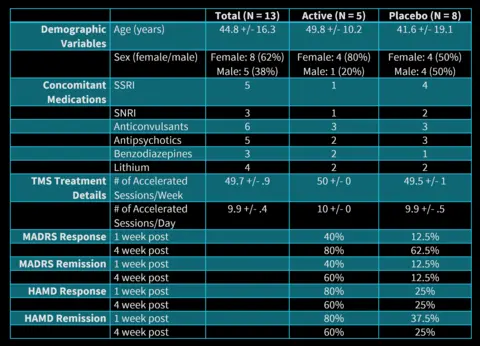 Total (N = 13) Active (N = 5) Placebo (N = 8)
Demographic Variables Age (years) 44.8 +/- 16.3 49.8 +/- 10.2 41.6 +/- 19.1
Sex (female/male) Female: 8 (62%) Female: 4 (80%) Female: 4 (50%)
Male: 5 (38%) Male: 1 (20%) Male: 4 (50%)
Concomitant Medications SSRI 5 1 4
SNRI 3 1 2
Anticonvulsants 6 3 3
Antipsychotics 5 2 3
Benzodiazepines 3 2 1
Lithium 4 2 2
TMS Treatment Details # of Accelerated Sessions/Week 49.7 +/- .9 50 +/- 0 49.5 +/- 1
# of Accelerated Sessions/Day 9.9 +/- .4 10 +/- 0 9.9 +/- .5
MADRS Response 1 week post 40% 12.5%
4 week post 80% 62.5%
MADRS Remission 1 week post 40% 12.5%
4 week post 60% 12.5%
HAMD Response 1 week post 80% 25%
4 week post 60% 25%
HAMD Remission 1 week post 80% 37.5%
4 week post 60% 25%